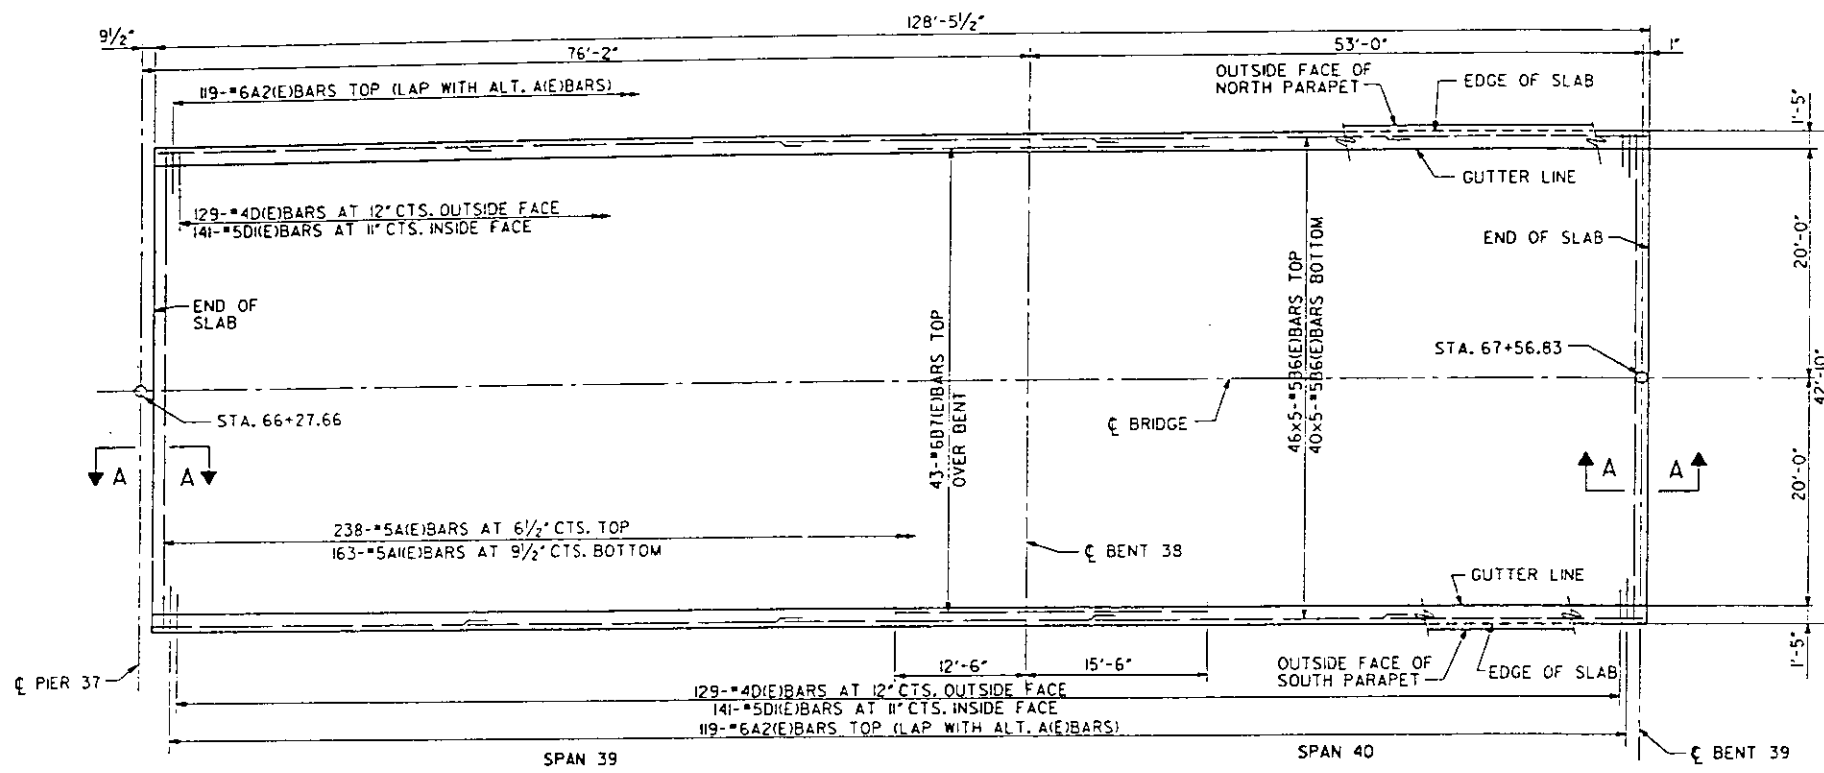 128'-5½"
9½"
76'-2"
53'-0"
1"
119-#6A2(E)BARS TOP (LAP WITH ALT. A(E)BARS)
OUTSIDE FACE OF
NORTH PARAPET
EDGE OF SLAB
1'-5"
GUTTER LINE
129-#4D(E)BARS AT 12" CTS. OUTSIDE FACE
141-#5D1(E)BARS AT 11" CTS. INSIDE FACE
END OF SLAB
20'-0"
END OF
SLAB
43-#6B7(E)BARS TOP
OVER BENT
46x5-#5B6(E)BARS TOP
40x5-#5B6(E)BARS BOTTOM
STA. 67+56.83
42'-10"
STA. 66+27.66
℄ BRIDGE
A A
A A
20'-0"
238-#5A(E)BARS AT 6½" CTS. TOP
163-#5A1(E)BARS AT 9½" CTS. BOTTOM
℄ BENT 38
GUTTER LINE
1'-5"
12'-6"
15'-6"
OUTSIDE FACE OF
SOUTH PARAPET
EDGE OF SLAB
℄ PIER 37
129-#4D(E)BARS AT 12" CTS. OUTSIDE FACE
141-#5D1(E)BARS AT 11" CTS. INSIDE FACE
119-#6A2(E)BARS TOP (LAP WITH ALT. A(E)BARS)
SPAN 39
SPAN 40
℄ BENT 39